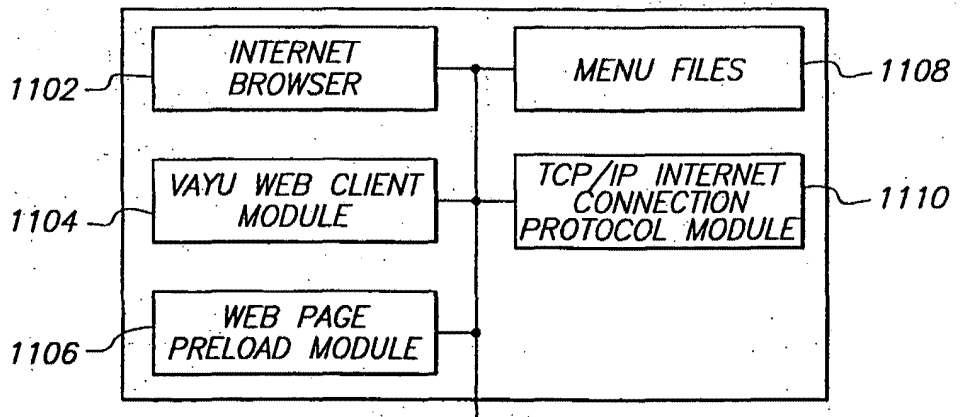 INTERNET
BROWSER
1102
MENU FILES
1108
VAYU WEB CLIENT
MODULE
1104
TCP/IP INTERNET
CONNECTION
PROTOCOL MODULE
1110
WEB PAGE
PRELOAD MODULE
1106